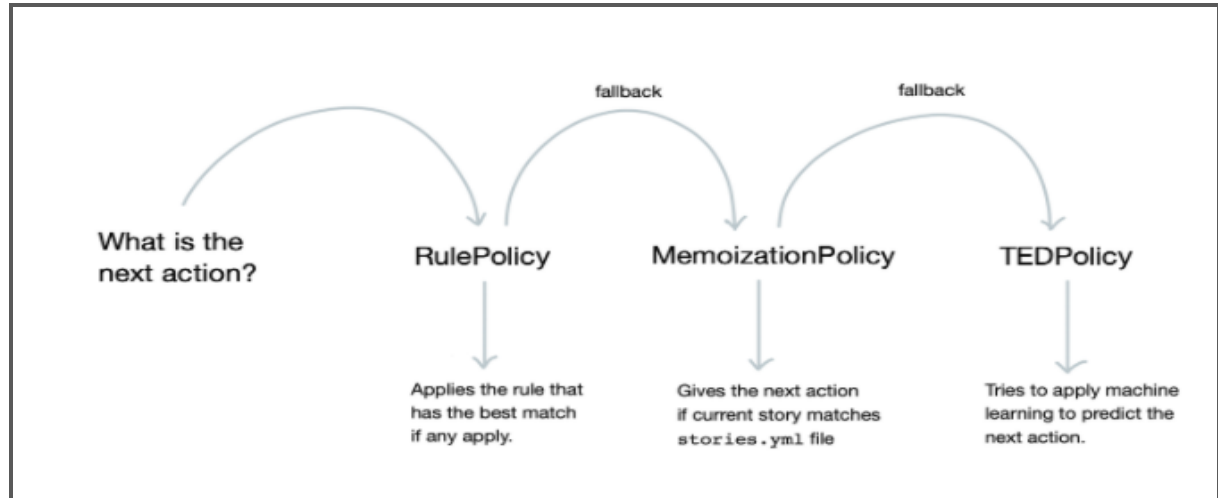 fallback
fallback
What is the
next action?
RulePolicy
MemoizationPolicy
TEDPolicy
Applies the rule that
has the best match
if any apply.
Gives the next action
if current story matches
stories.yml file
Tries to apply machine
learning to predict the
next action.